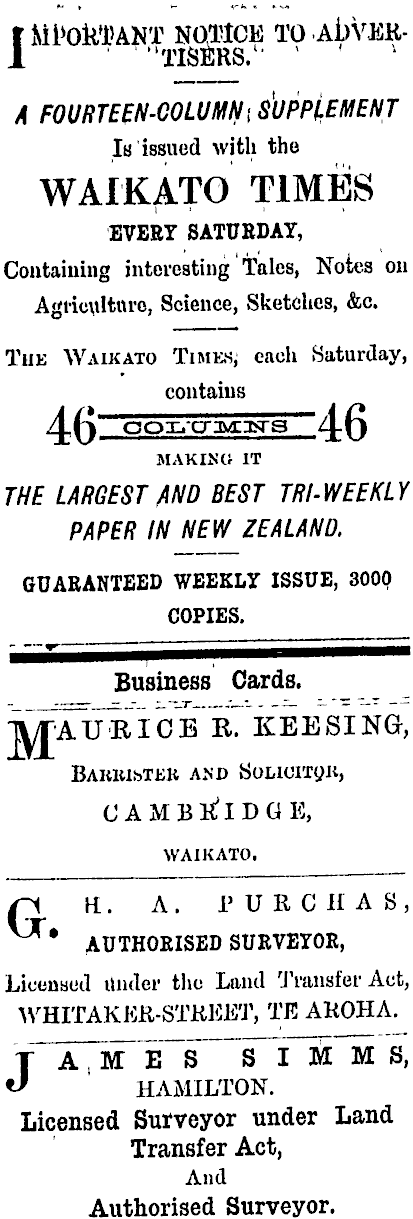 IMPORTANT NOTICE TO ADVER-
TISERS.
A FOURTEEN-COLUMN SUPPLEMENT
Is issued with the
WAIKATO TIMES
EVERY SATURDAY,
Containing interesting Tales, Notes on
Agriculture, Science, Sketches, &c.
THE WAIKATO TIMES, each Saturday,
contains
46 COLUMNS 46
MAKING IT
THE LARGEST AND BEST TRI-WEEKLY
PAPER IN NEW ZEALAND.
GUARANTEED WEEKLY ISSUE, 3000
COPIES.
Business Cards.
MAURICE R. KEESING,
BARRISTER AND SOLICITOR,
CAMBRIDGE,
WAIKATO.
G. H. A. PURCHAS,
AUTHORISED SURVEYOR,
Licensed under the Land Transfer Act,
WHITAKER-STREET, TE AROHA.
JAMES SIMMS,
HAMILTON.
Licensed Surveyor under Land
Transfer Act,
And
Authorised Surveyor.